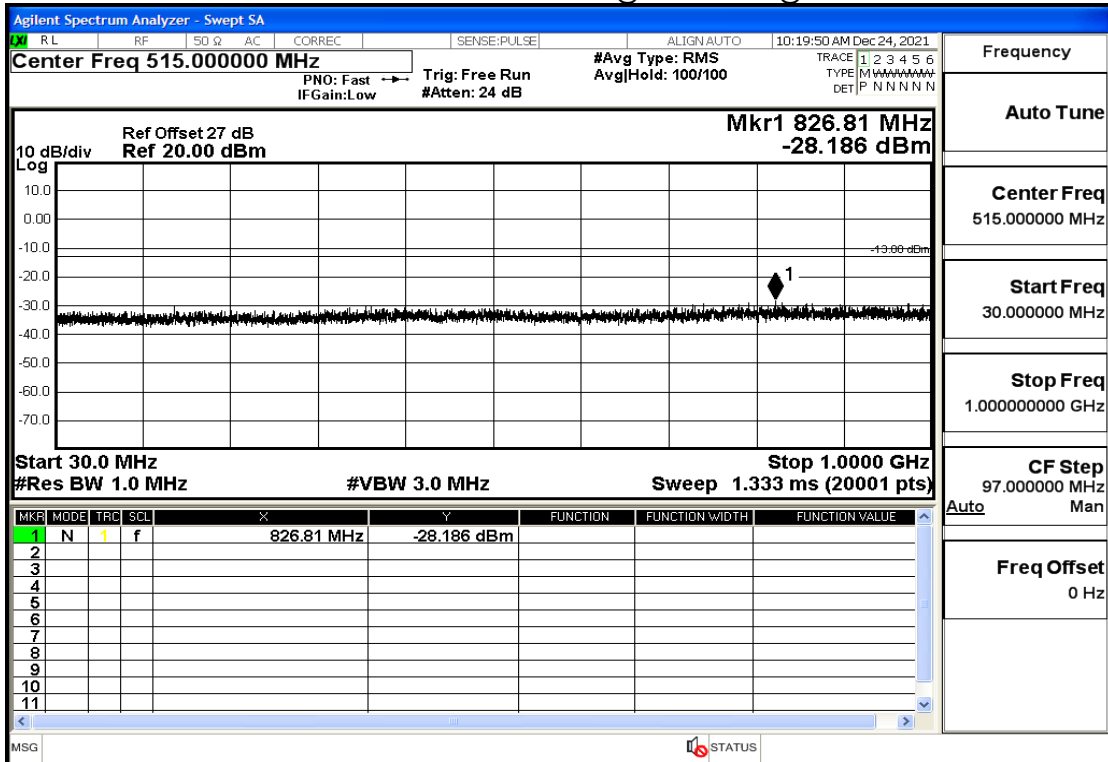 Agilent Spectrum Analyzer - Swept SA
LXI RL RF 50 Ω AC CORREC SENSE:PULSE ALIGN AUTO 10:19:50 AM Dec 24, 2021
Center Freq 515.000000 MHz
PNO: Fast
IFGain:Low
Trig: Free Run
#Atten: 24 dB
#Avg Type: RMS
Avg|Hold: 100/100
TRACE 1 2 3 4 5 6
TYPE M WWWWW
DET P N N N N N
Ref Offset 27 dB
10 dB/div Ref 20.00 dBm
Log
Mkr1 826.81 MHz
-28.186 dBm
10.0
0.00
-10.0
-13.00 dBm
-20.0
1
-30.0
-40.0
-50.0
-60.0
-70.0
Start 30.0 MHz Stop 1.0000 GHz
#Res BW 1.0 MHz #VBW 3.0 MHz Sweep 1.333 ms (20001 pts)
MKR MODE TRC SCL X Y FUNCTION FUNCTION WIDTH FUNCTION VALUE
1 N 1 f 826.81 MHz -28.186 dBm
2
3
4
5
6
7
8
9
10
11
MSG STATUS
Frequency
Auto Tune
Center Freq
515.000000 MHz
Start Freq
30.000000 MHz
Stop Freq
1.000000000 GHz
CF Step
97.000000 MHz
Auto Man
Freq Offset
0 Hz